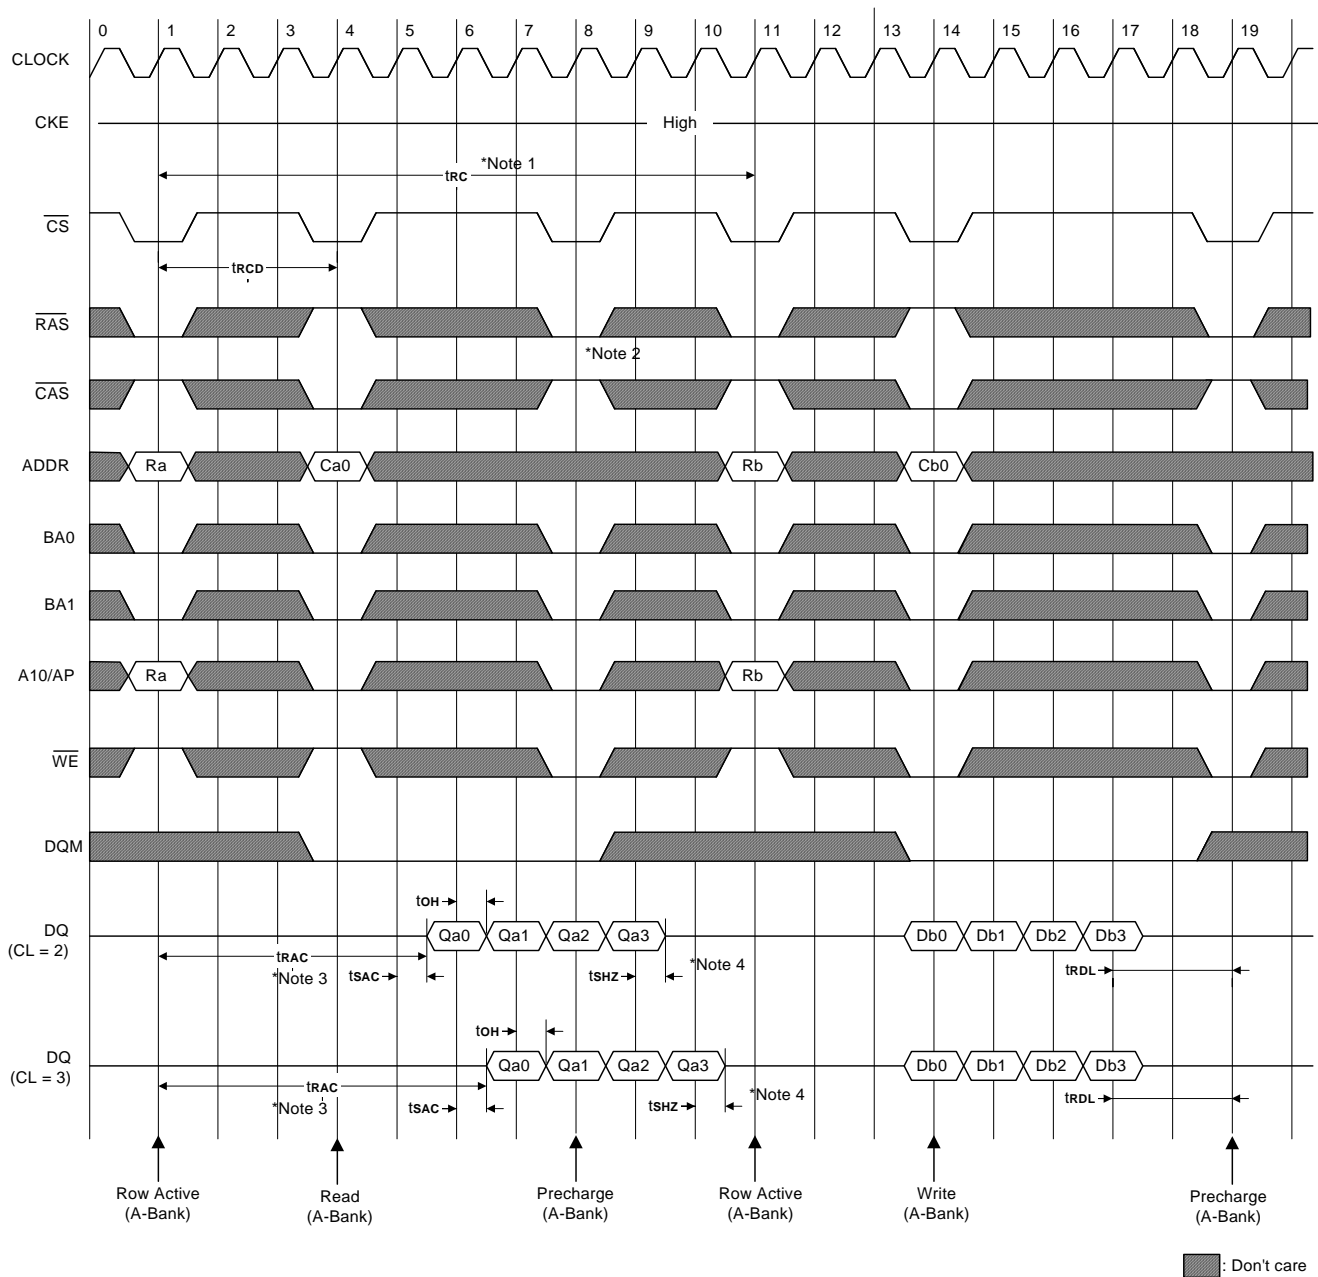 0 1 2 3 4 5 6 7 8 9 10 11 12 13 14 15 16 17 18 19
CLOCK
CKE
High
*Note 1
tRC
CS
tRCD
RAS
*Note 2
CAS
ADDR Ra Ca0 Rb Cb0
BA0
BA1
A10/AP Ra Rb
WE
DQM
tOH
DQ
(CL = 2)
Qa0 Qa1 Qa2 Qa3 Db0 Db1 Db2 Db3
tRAC
*Note 3
tSAC
tSHZ
*Note 4
tRDL
tOH
DQ
(CL = 3)
Qa0 Qa1 Qa2 Qa3 Db0 Db1 Db2 Db3
tRAC
*Note 3
tSAC
tSHZ
*Note 4
tRDL
Row Active
(A-Bank)
Read
(A-Bank)
Precharge
(A-Bank)
Row Active
(A-Bank)
Write
(A-Bank)
Precharge
(A-Bank)
: Don't care